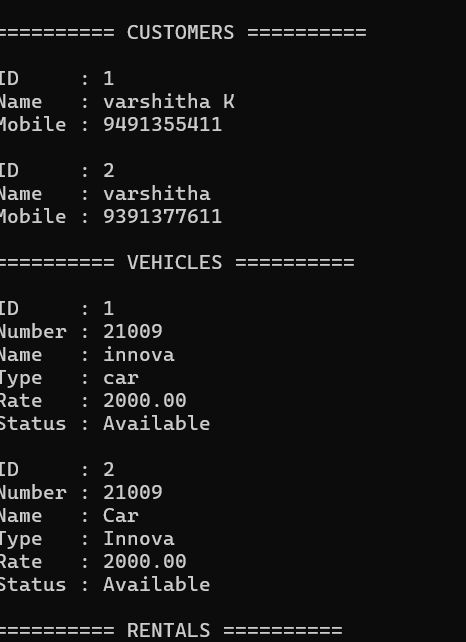 ========== CUSTOMERS ==========
ID     : 1
Name   : varshitha K
Mobile : 9491355411
ID     : 2
Name   : varshitha
Mobile : 9391377611
========== VEHICLES ==========
ID     : 1
Number : 21009
Name   : innova
Type   : car
Rate   : 2000.00
Status : Available
ID     : 2
Number : 21009
Name   : Car
Type   : Innova
Rate   : 2000.00
Status : Available
========== RENTALS ==========